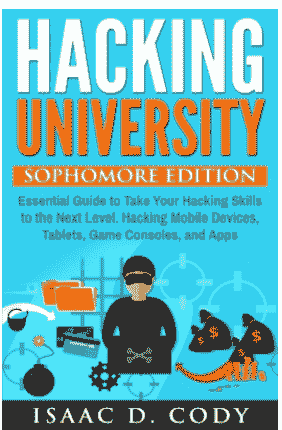 HACKING
UNIVERSITY
SOPHOMORE EDITION
Essential Guide to Take Your Hacking Skills
to the Next Level. Hacking Mobile Devices,
Tablets, Game Consoles, and Apps
$
$
$
$
ISAAC D. CODY